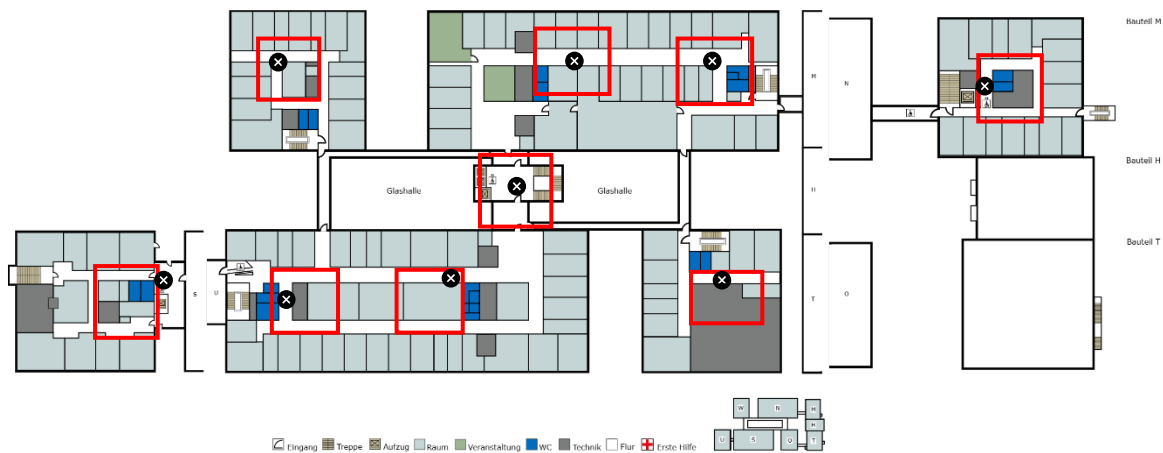 Bauteil M
M
N
Bauteil H
Glashalle
Glashalle
H
Bauteil T
S
U
T
O
W
N
M
H
U
S
O
T
Eingang Treppe Aufzug Raum Veranstaltung WC Technik Flur Erste Hilfe